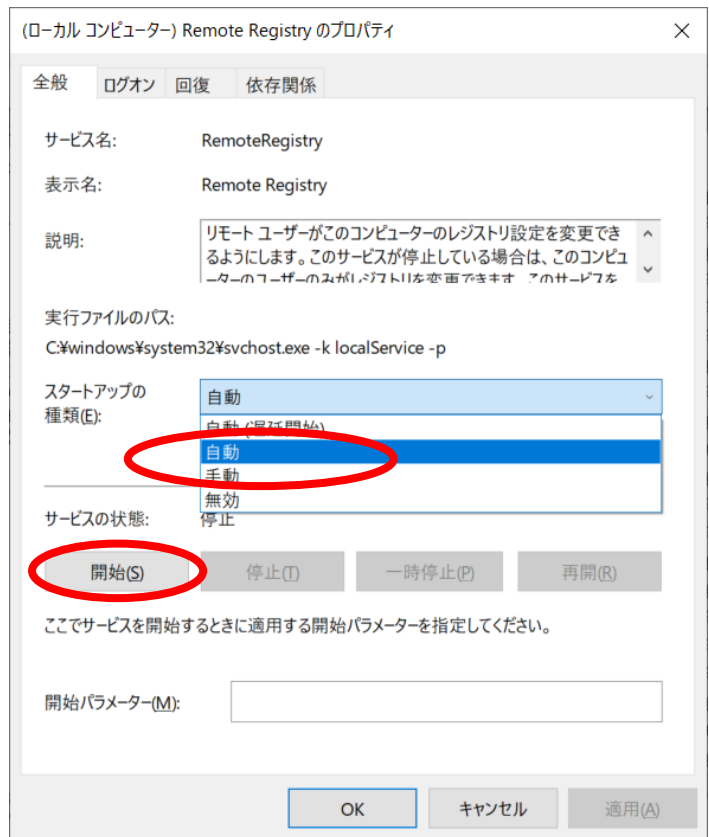 (ローカル コンピューター) Remote Registry のプロパティ
全般 ログオン 回復 依存関係
サービス名: RemoteRegistry
表示名: Remote Registry
説明: リモート ユーザーがこのコンピューターのレジストリ設定を変更でき
るようにします。このサービスが停止している場合は、このコンピュ
ーターのユーザーのみがレジストリを変更できます。このサービスを
実行ファイルのパス:
C:¥windows¥system32¥svchost.exe -k localService -p
スタートアップの
種類(E):
自動
自動 (遅延開始)
自動
手動
無効
サービスの状態: 停止
開始(S) 停止(T) 一時停止(P) 再開(R)
ここでサービスを開始するときに適用する開始パラメーターを指定してください。
開始パラメーター(M):
OK キャンセル 適用(A)